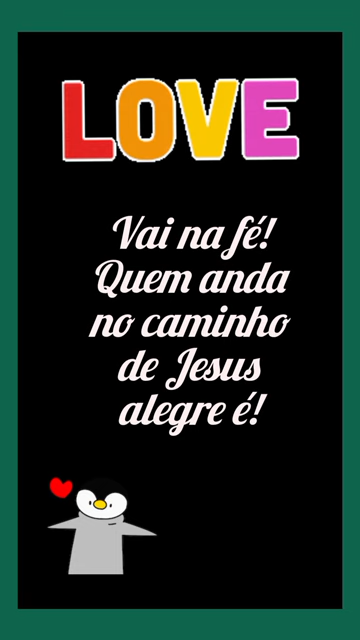 LOVE
Vai na fé!
Quem anda
no caminho
de Jesus
alegre é!